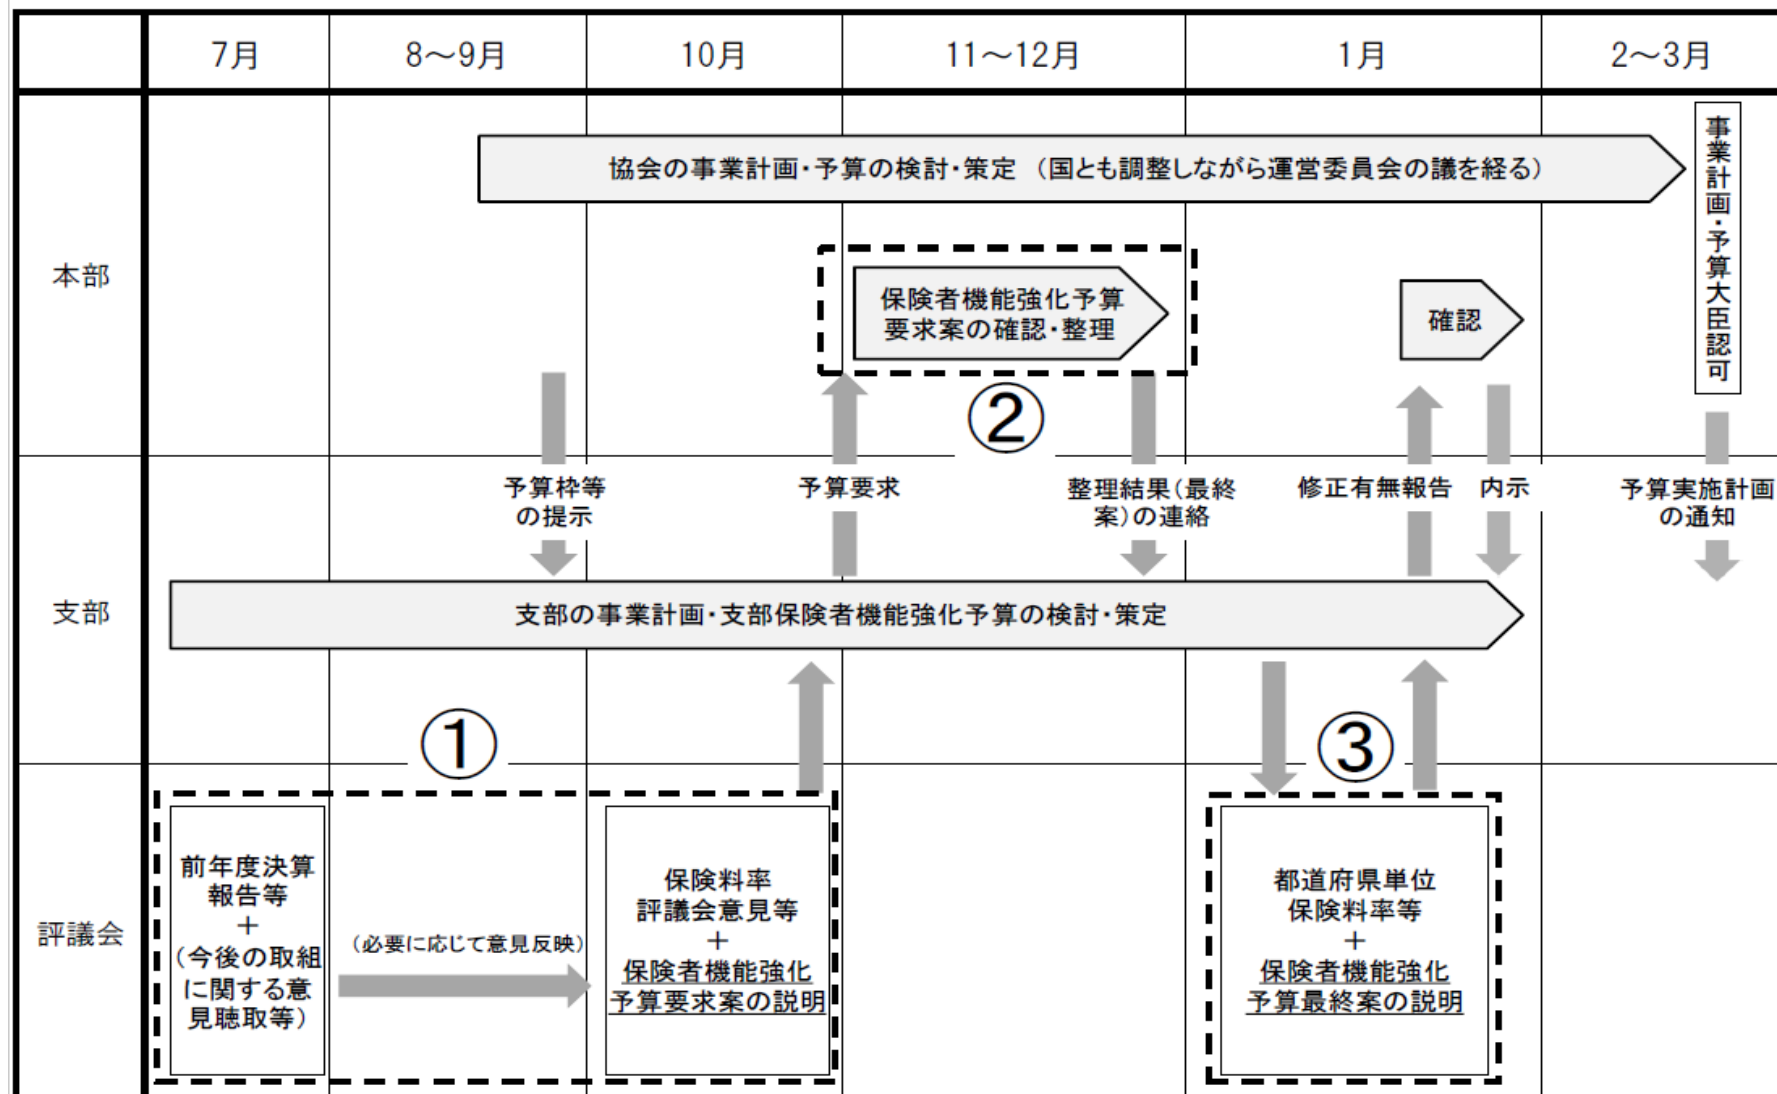 7月
8～9月
10月
11～12月
1月
2～3月
本部
協会の事業計画・予算の検討・策定 （国とも調整しながら運営委員会の議を経る）
事業計画・予算大臣認可
保険者機能強化予算
要求案の確認・整理
確認
②
予算枠等
の提示
予算要求
整理結果（最終
案）の連絡
修正有無報告
内示
予算実施計画
の通知
支部
支部の事業計画・支部保険者機能強化予算の検討・策定
①
③
評議会
前年度決算
報告等
＋
（今後の取組
に関する意
見聴取等）
（必要に応じて意見反映）
保険料率
評議会意見等
＋
保険者機能強化
予算要求案の説明
都道府県単位
保険料率等
＋
保険者機能強化
予算最終案の説明